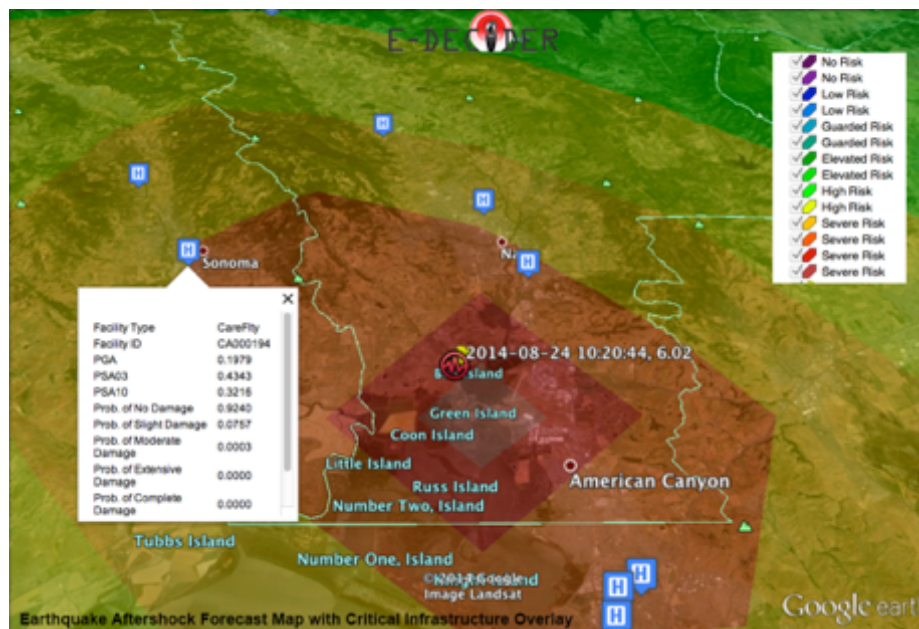 E-DECIDER
No Risk
No Risk
Low Risk
Low Risk
Guarded Risk
Guarded Risk
Elevated Risk
Elevated Risk
High Risk
High Risk
Severe Risk
Severe Risk
Severe Risk
Severe Risk
H
H
H
H
Sonoma
Na
H
Facility Type CareFlty
Facility ID CA000194
PGA 0.1979
PSA03 0.4343
PSA10 0.3216
Prob. of No Damage 0.9240
Prob. of Slight Damage 0.0757
Prob. of Moderate
Damage 0.0003
Prob. of Extensive
Damage 0.0000
Prob. of Complete
Damage 0.0000
2014-08-24 10:20:44, 6.02
Island
Green Island
Coon Island
Little Island
Russ Island
American Canyon
Number Two, Island
Tubbs Island
Number One, Island
Island
Google
Image Landsat
H
H
H
Google eart
Earthquake Aftershock Forecast Map with Critical Infrastructure Overlay